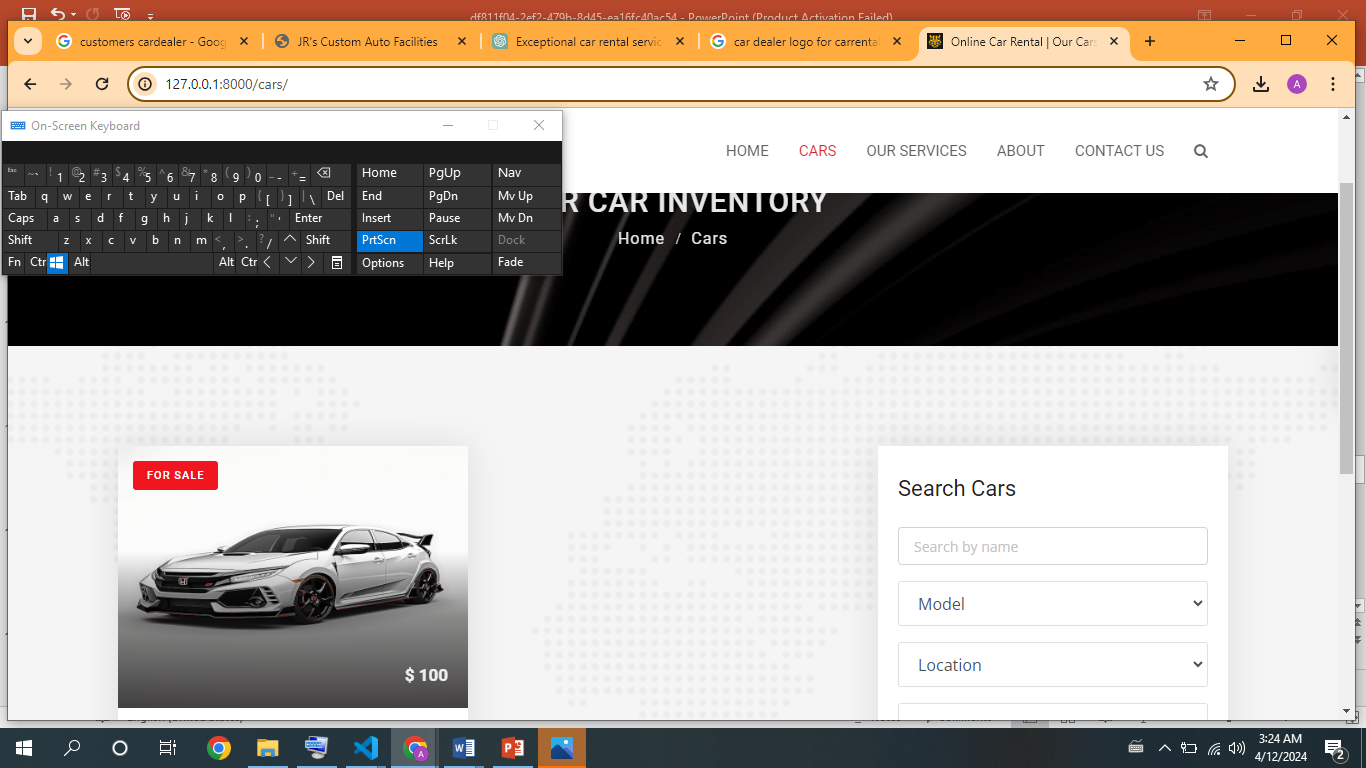 df811f04-2ef2-479b-8d45-ea16fc40ac54 - PowerPoint (Product Activation Failed)
customers cardealer - Goog
JR's Custom Auto Facilities
Exceptional car rental servic
car dealer logo for carrental
Online Car Rental | Our Cars
127.0.0.1:8000/cars/
A
On-Screen Keyboard
HOME
CARS
OUR SERVICES
ABOUT
CONTACT US
Esc ~ ` ! 1 @ 2 # 3 $ 4 % 5 ^ 6 & 7 * 8 ( 9 ) 0 _ - + = Home PgUp Nav
Tab q w e r t y u i o p { [ } ] | \ Del End PgDn Mv Up
Caps a s d f g h j k l : ; " ' Enter Insert Pause Mv Dn
Shift z x c v b n m < , > . ? / Shift PrtScn ScrLk Dock
Fn Ctr Alt Alt Ctr Options Help Fade
R CAR INVENTORY
Home / Cars
FOR SALE
$ 100
Search Cars
Search by name
Model
Location
A
3:24 AM
4/12/2024
2